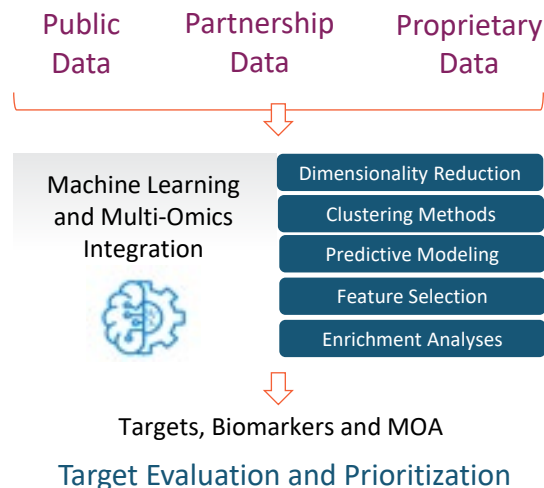 Public
Data
Partnership
Data
Proprietary
Data
Machine Learning
and Multi-Omics
Integration
Dimensionality Reduction
Clustering Methods
Predictive Modeling
Feature Selection
Enrichment Analyses
Targets, Biomarkers and MOA
Target Evaluation and Prioritization